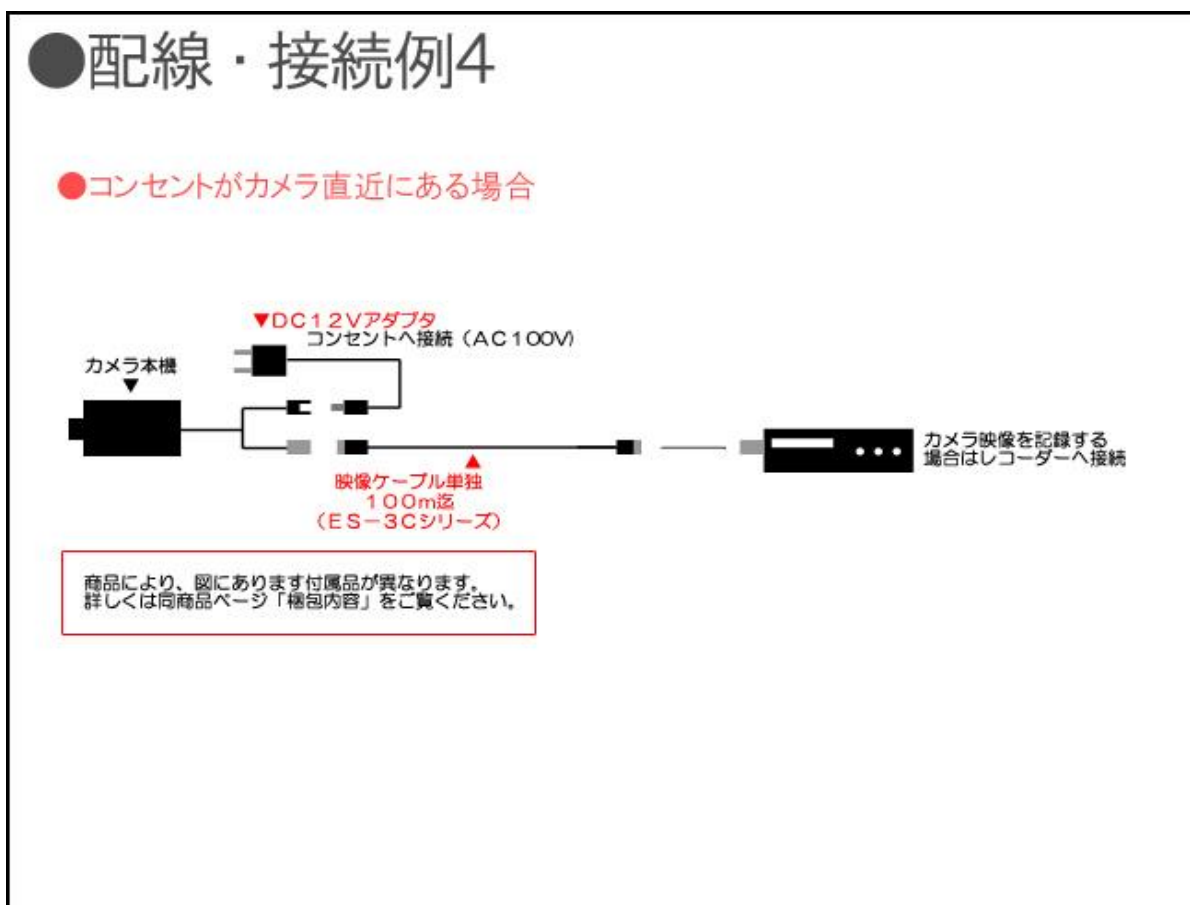 ●配線・接続例4
●コンセントがカメラ直近にある場合
▼DC12Vアダプタ
コンセントへ接続（AC100V）
カメラ本機
▼
カメラ映像を記録する
場合はレコーダーへ接続
▲
映像ケーブル単独
100m迄
（ES－3Cシリーズ）
商品により、図にあります付属品が異なります。
詳しくは同商品ページ「梱包内容」をご覧ください。